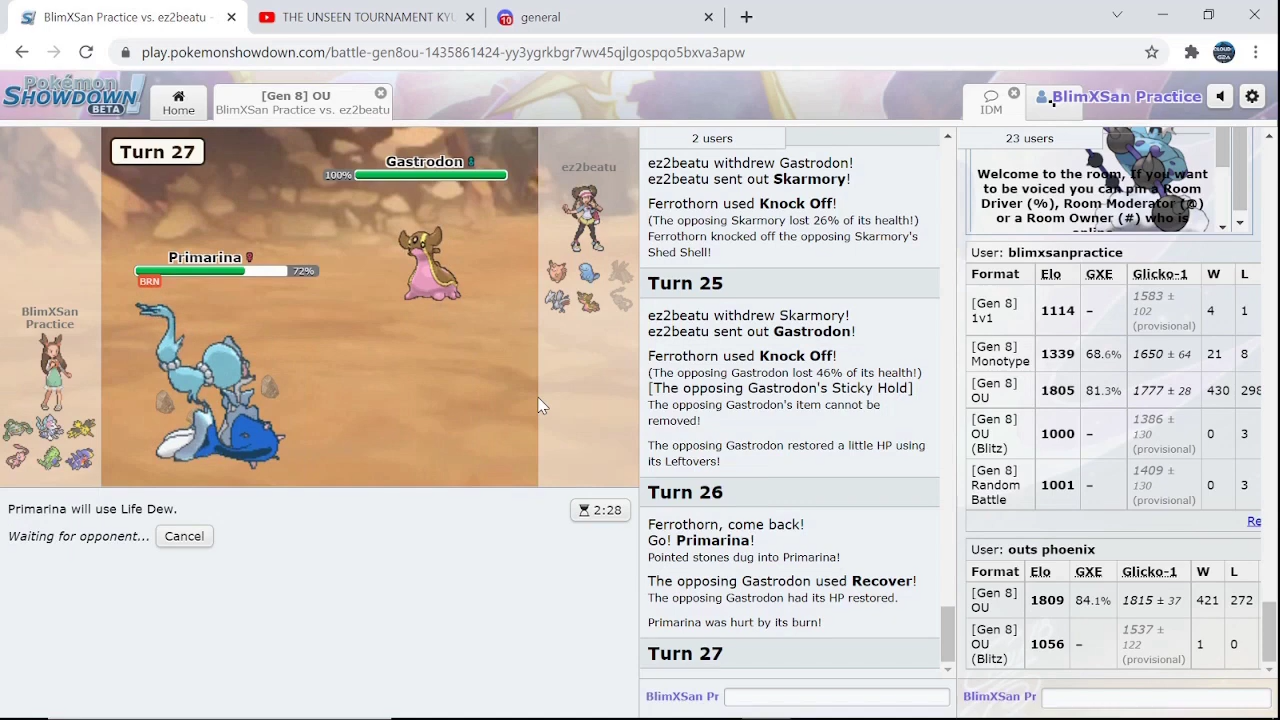 BlimXSan Practice vs. ez2beatu -
THE UNSEEN TOURNAMENT KYU
10
general
play.pokemonshowdown.com/battle-gen8ou-1435861424-yy3vgrkbgr7wv45qjlgospqo5bxva3apw
Pokémon
SHOWDOWN!
BETA
Home
[Gen 8] OU
BlimXSan Practice vs. ez2beatu
IDM
BlimXSan Practice
Turn 27
Gastrodon
100%
Primarina
72%
BRN
BlimXSan
Practice
ez2beatu
Primarina will use Life Dew.
Waiting for opponent...
Cancel
2:28
2 users
ez2beatu withdrew Gastrodon!
ez2beatu sent out Skarmory!
Ferrothorn used Knock Off!
(The opposing Skarmory lost 26% of its health!)
Ferrothorn knocked off the opposing Skarmory's
Shed Shell!
Turn 25
ez2beatu withdrew Skarmory!
ez2beatu sent out Gastrodon!
Ferrothorn used Knock Off!
(The opposing Gastrodon lost 46% of its health!)
[The opposing Gastrodon's Sticky Hold]
The opposing Gastrodon's item cannot be
removed!
The opposing Gastrodon restored a little HP using
its Leftovers!
Turn 26
Ferrothorn, come back!
Go! Primarina!
Pointed stones dug into Primarina!
The opposing Gastrodon used Recover!
The opposing Gastrodon had its HP restored.
Primarina was hurt by its burn!
Turn 27
BlimXSan Pr
23 users
Welcome to the room, If you want
to be voiced you can pm a Room
Driver (%), Room Moderator (@)
or a Room Owner (#) who is
User: blimxsanpractice
Format Elo GXE Glicko-1 W L
[Gen 8] 1v1 1114 – 1583 ± 102 (provisional) 4 1
[Gen 8] Monotype 1339 68.6% 1650 ± 64 21 8
[Gen 8] OU 1805 81.3% 1777 ± 28 430 298
[Gen 8] OU (Blitz) 1000 – 1386 ± 130 (provisional) 0 3
[Gen 8] Random Battle 1001 – 1409 ± 130 (provisional) 0 3
Re
User: outs phoenix
Format Elo GXE Glicko-1 W L
[Gen 8] OU 1809 84.1% 1815 ± 37 421 272
[Gen 8] OU (Blitz) 1056 – 1537 ± 122 (provisional) 1 0
BlimXSan Pr